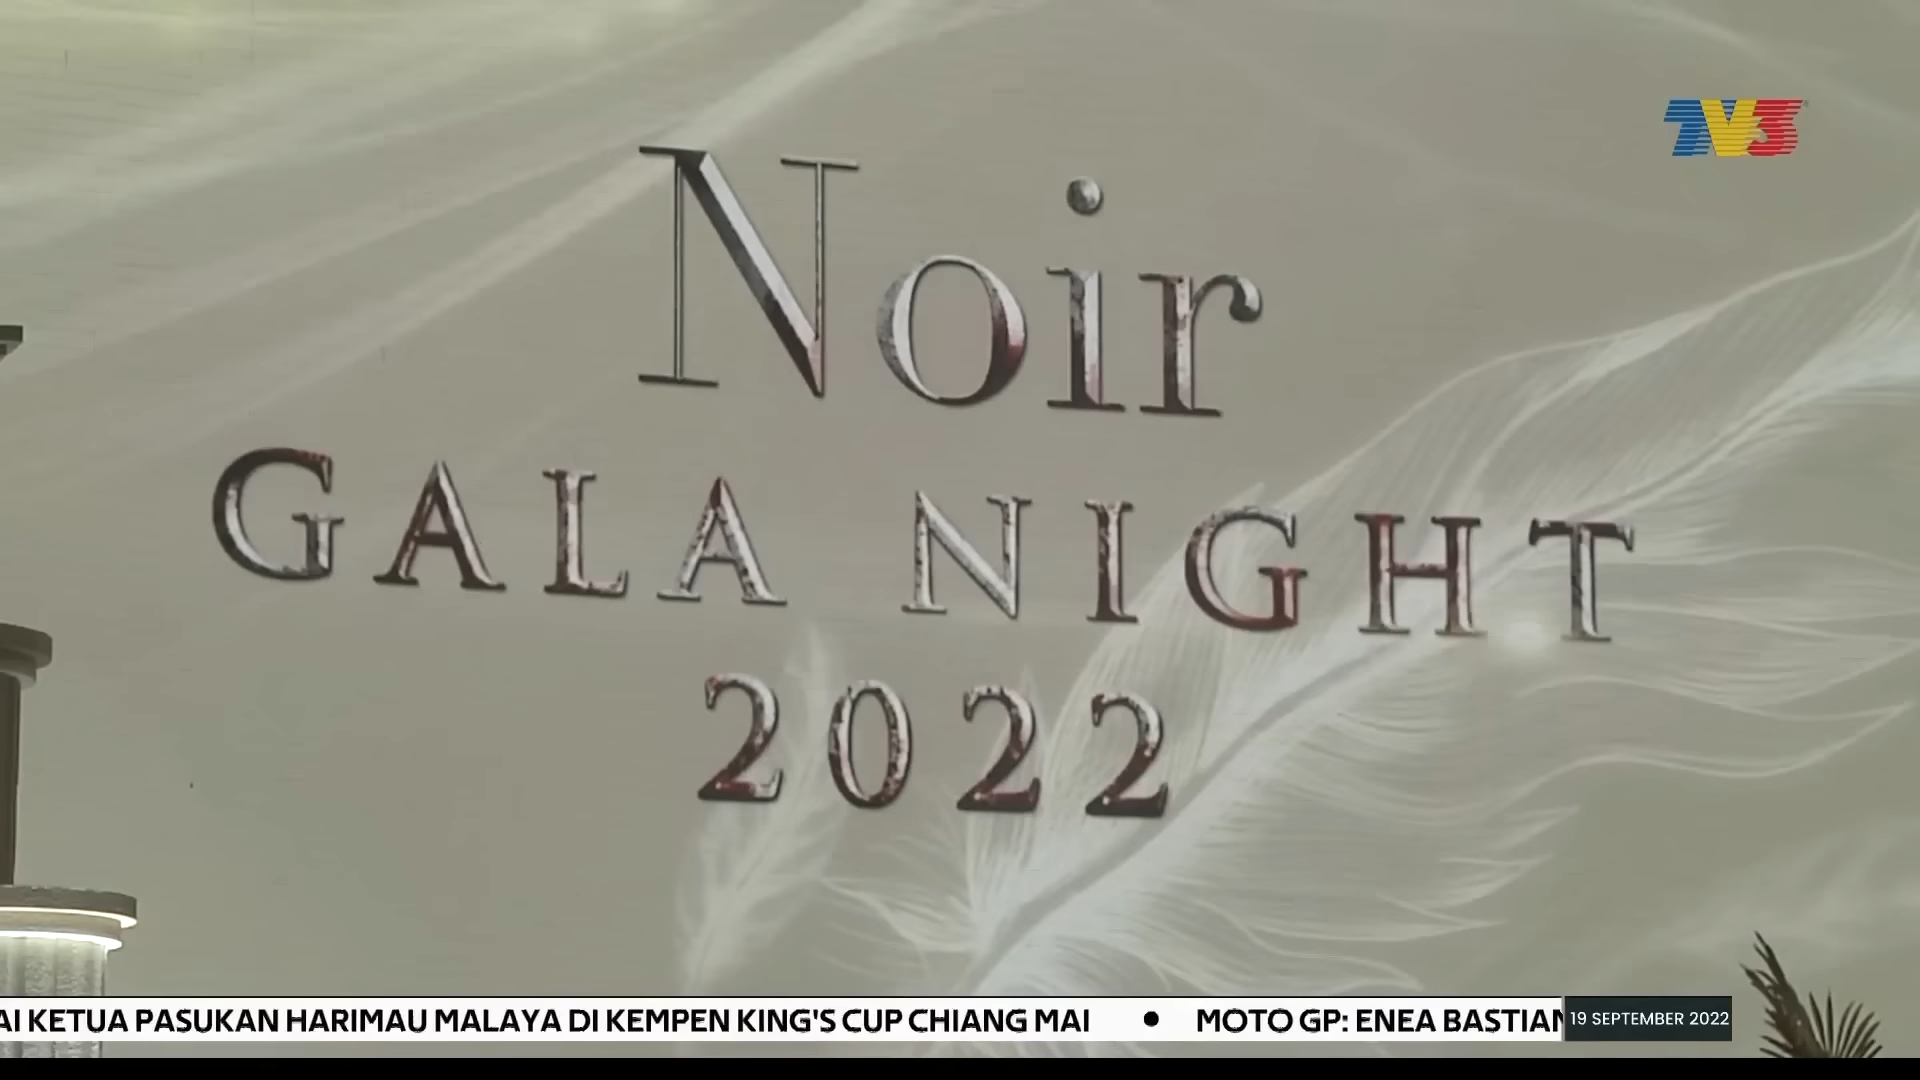 TV3
Noir
GALA NIGHT
2022
KETUA PASUKAN HARIMAU MALAYA DI KEMPEN KING'S CUP CHIANG MAI • MOTO GP: ENEA
19 SEPTEMBER 2022